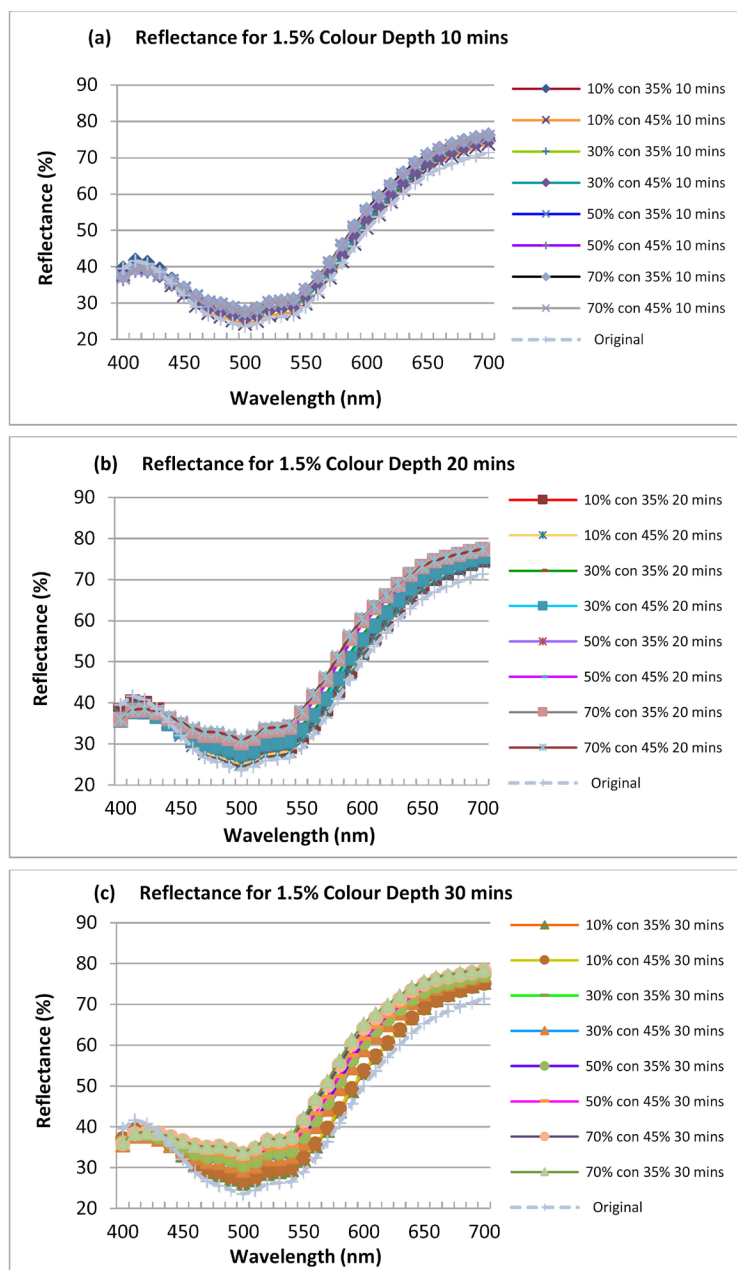 (a) Reflectance for 1.5% Colour Depth 10 mins
90
80
70
60
50
40
30
20
Reflectance (%)
400 450 500 550 600 650 700
Wavelength (nm)
10% con 35% 10 mins
10% con 45% 10 mins
30% con 35% 10 mins
30% con 45% 10 mins
50% con 35% 10 mins
50% con 45% 10 mins
70% con 35% 10 mins
70% con 45% 10 mins
Original
(b) Reflectance for 1.5% Colour Depth 20 mins
90
80
70
60
50
40
30
20
Reflectance (%)
400 450 500 550 600 650 700
Wavelength (nm)
10% con 35% 20 mins
10% con 45% 20 mins
30% con 35% 20 mins
30% con 45% 20 mins
50% con 35% 20 mins
50% con 45% 20 mins
70% con 35% 20 mins
70% con 45% 20 mins
Original
(c) Reflectance for 1.5% Colour Depth 30 mins
90
80
70
60
50
40
30
20
Reflectance (%)
400 450 500 550 600 650 700
Wavelength (nm)
10% con 35% 30 mins
10% con 45% 30 mins
30% con 35% 30 mins
30% con 45% 30 mins
50% con 35% 30 mins
50% con 45% 30 mins
70% con 45% 30 mins
70% con 35% 30 mins
Original